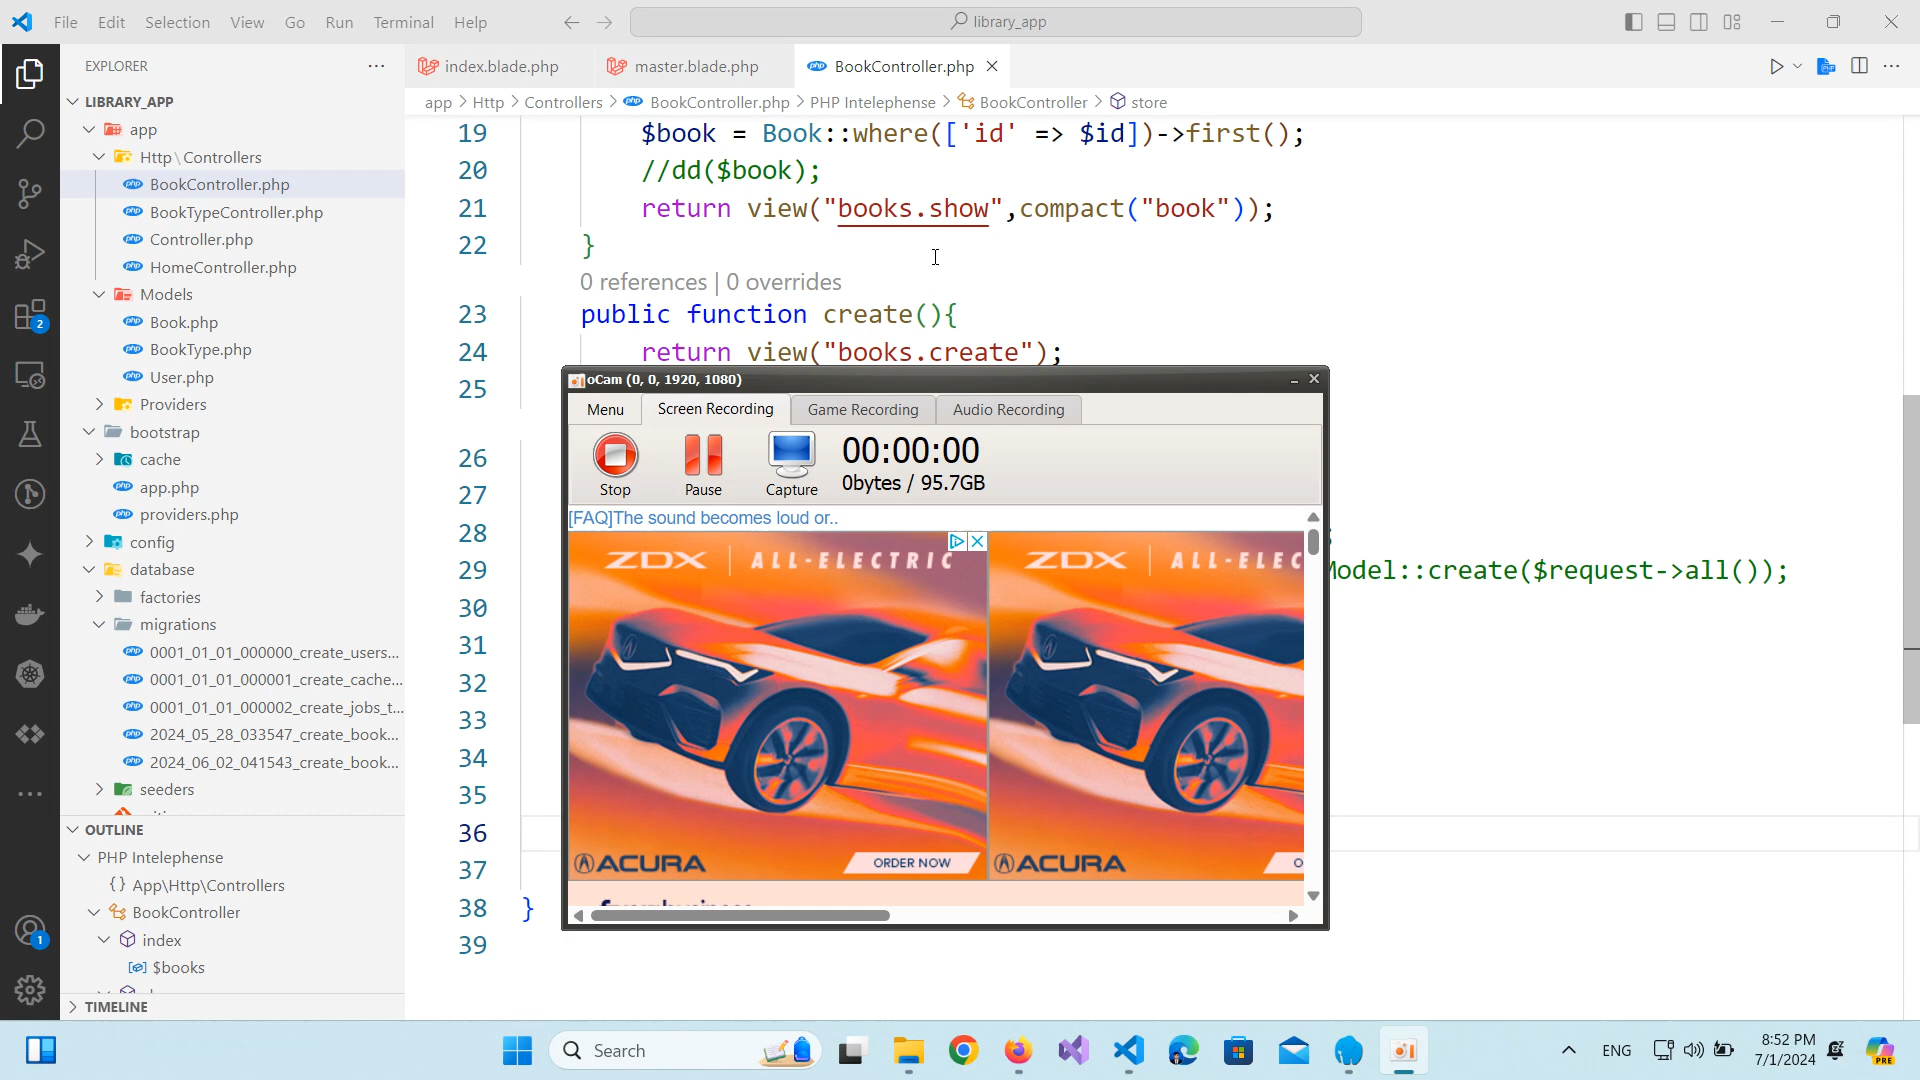 File Edit Selection View Go Run Terminal Help
library_app
EXPLORER
index.blade.php
master.blade.php
BookController.php
app > Http > Controllers > BookController.php > PHP Intelephense > BookController > store
LIBRARY_APP
app
Http\Controllers
BookController.php
BookTypeController.php
Controller.php
HomeController.php
Models
Book.php
BookType.php
User.php
Providers
bootstrap
cache
app.php
providers.php
config
database
factories
migrations
0001_01_01_000000_create_users...
0001_01_01_000001_create_cache...
0001_01_01_000002_create_jobs_t...
2024_05_28_033547_create_book...
2024_06_02_041543_create_book...
seeders
OUTLINE
PHP Intelephense
{} App\Http\Controllers
BookController
index
$books
TIMELINE
2
1
19 $book = Book::where(['id' => $id])->first();
20 //dd($book);
21 return view("books.show",compact("book"));
22 }
0 references | 0 overrides
23 public function create(){
24 return view("books.create");
25
26
27
28 ;
29 Model::create($request->all());
30
31
32
33
34
35
36
37
38 }
39
oCam (0, 0, 1920, 1080)
Menu Screen Recording Game Recording Audio Recording
Stop Pause Capture
00:00:00
0bytes / 95.7GB
[FAQ]The sound becomes loud or..
ZDX | ALL-ELECTRIC
ACURA
ORDER NOW
ZDX | ALL-ELEC
ACURA
O
Search
ENG
8:52 PM
7/1/2024
PRE